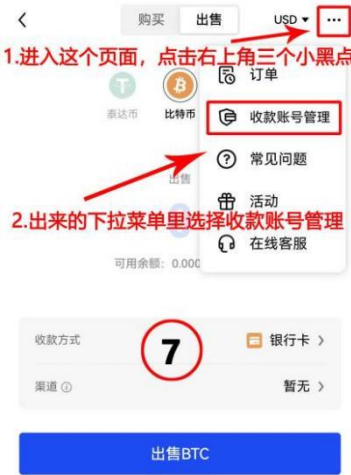 购买 出售 USD ▾ ···
1.进入这个页面，点击右上角三个小黑点
订单
泰达币 比特币
收款账号管理
常见问题
出售
活动
2.出来的下拉菜单里选择收款账号管理
在线客服
可用余额：0.000
收款方式 银行卡 >
7
渠道 暂无 >
出售BTC